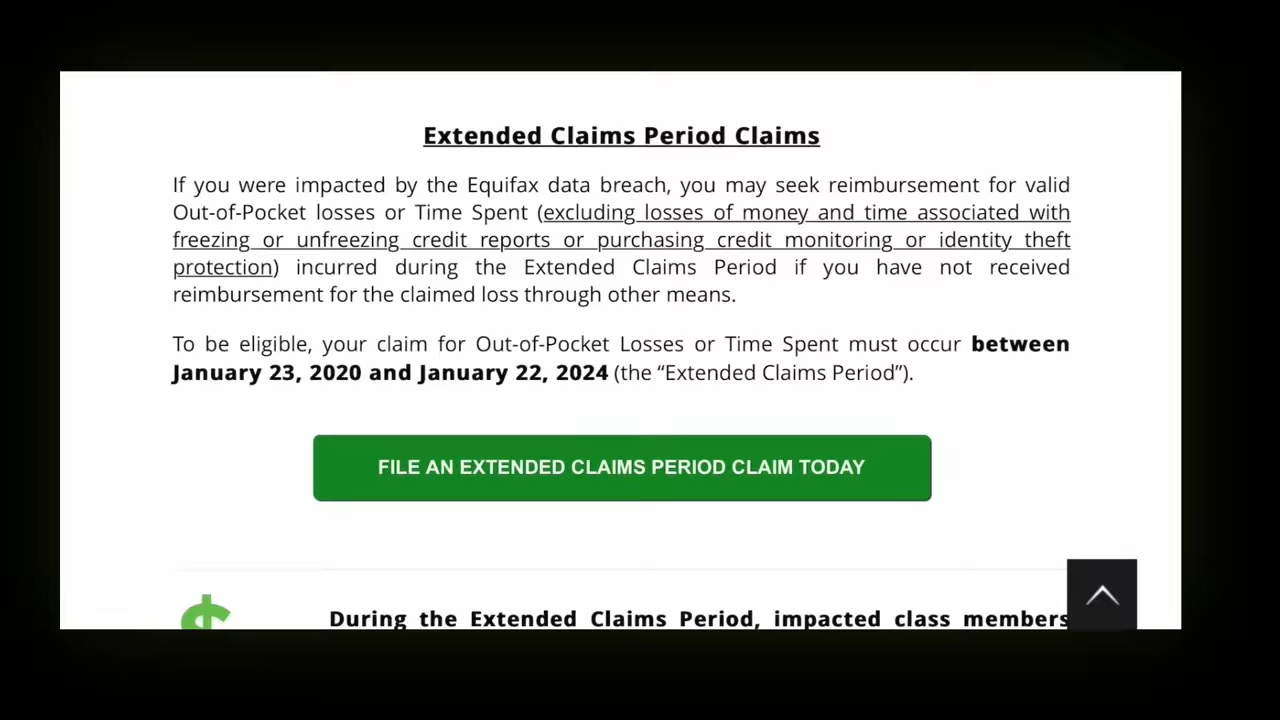 Extended Claims Period Claims
If you were impacted by the Equifax data breach, you may seek reimbursement for valid
Out-of-Pocket losses or Time Spent (excluding losses of money and time associated with
freezing or unfreezing credit reports or purchasing credit monitoring or identity theft
protection) incurred during the Extended Claims Period if you have not received
reimbursement for the claimed loss through other means.
To be eligible, your claim for Out-of-Pocket Losses or Time Spent must occur between
January 23, 2020 and January 22, 2024 (the “Extended Claims Period”).
FILE AN EXTENDED CLAIMS PERIOD CLAIM TODAY
During the Extended Claims Period, impacted class members